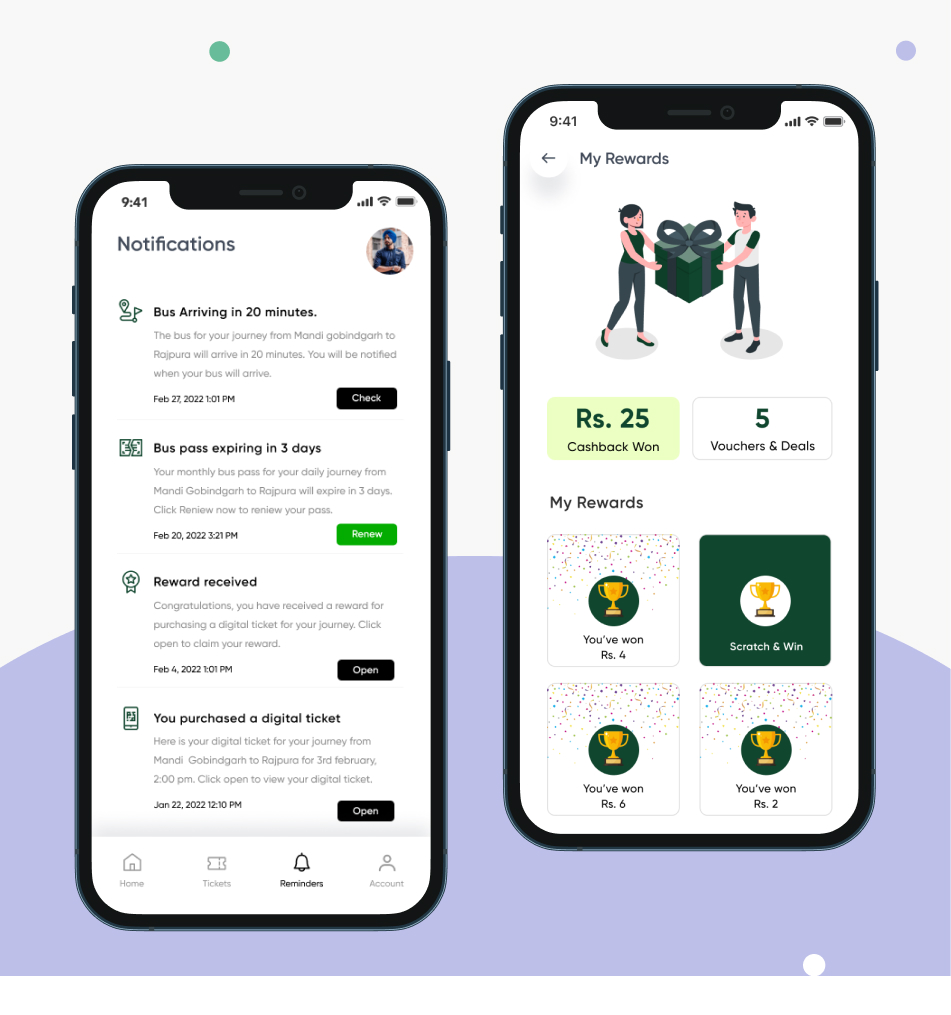 9:41
Notifications
Bus Arriving in 20 minutes.
The bus for your journey from Mandi gobindgarh to
Rajpura will arrive in 20 minutes. You will be notified
when your bus will arrive.
Feb 27, 2022 1:01 PM
Check
Bus pass expiring in 3 days
Your monthly bus pass for your daily journey from
Mandi Gobindgarh to Rajpura will expire in 3 days.
Click Reniew now to reniew your pass.
Feb 20, 2022 3:21 PM
Renew
Reward received
Congratulations, you have received a reward for
purchasing a digital ticket for your journey. Click
open to claim your reward.
Feb 4, 2022 1:01 PM
Open
You purchased a digital ticket
Here is your digital ticket for your journey from
Mandi Gobindgarh to Rajpura for 3rd february,
2:00 pm. Click open to view your digital ticket.
Jan 22, 2022 12:10 PM
Open
Home
Tickets
Reminders
Account
9:41
My Rewards
Rs. 25
Cashback Won
5
Vouchers & Deals
My Rewards
You've won
Rs. 4
Scratch & Win
You've won
Rs. 6
You've won
Rs. 2